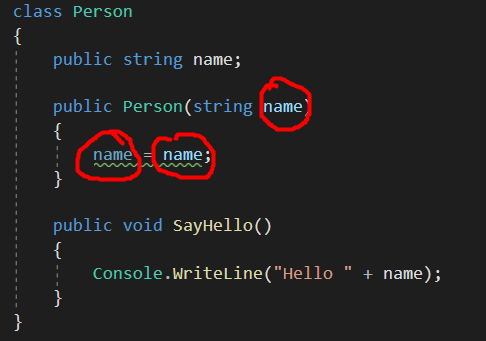 class Person
{
public string name;
public Person(string name)
{
name = name;
}
public void SayHello()
{
Console.WriteLine("Hello " + name);
}
}